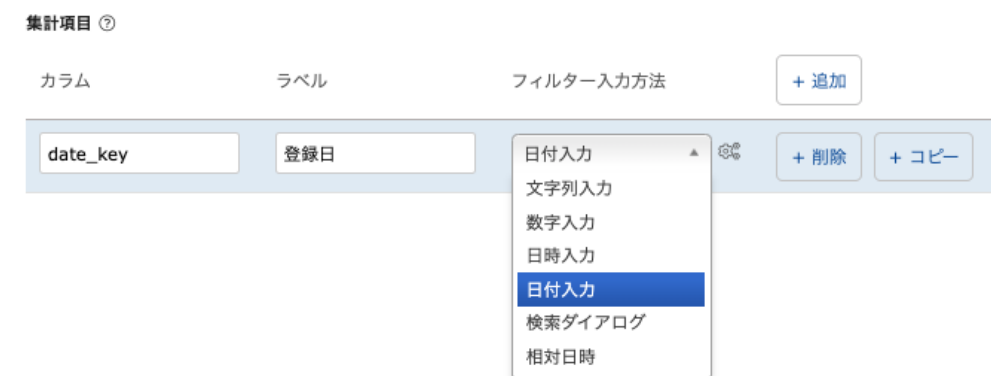 集計項目 ?
カラム ラベル フィルター入力方法 + 追加
date_key 登録日 日付入力 + 削除 + コピー
文字列入力
数字入力
日時入力
日付入力
検索ダイアログ
相対日時